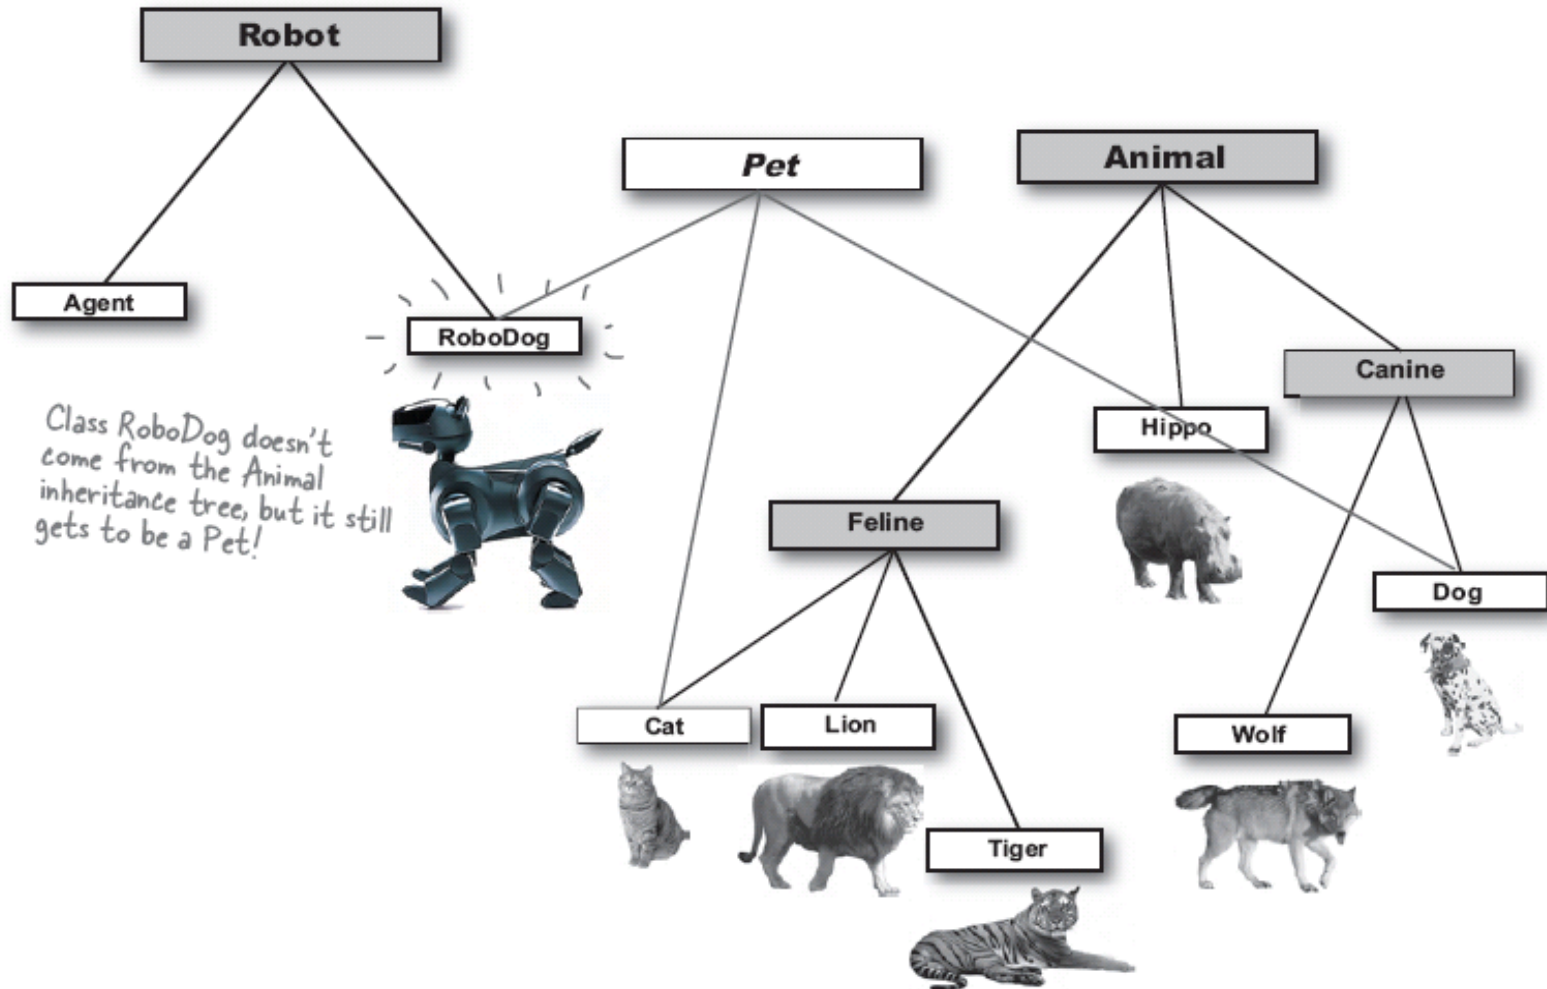 Robot
Pet
Animal
Agent
RoboDog
Canine
Hippo
Class RoboDog doesn't
come from the Animal
inheritance tree, but it still
gets to be a Pet!
Feline
Dog
Cat
Lion
Wolf
Tiger